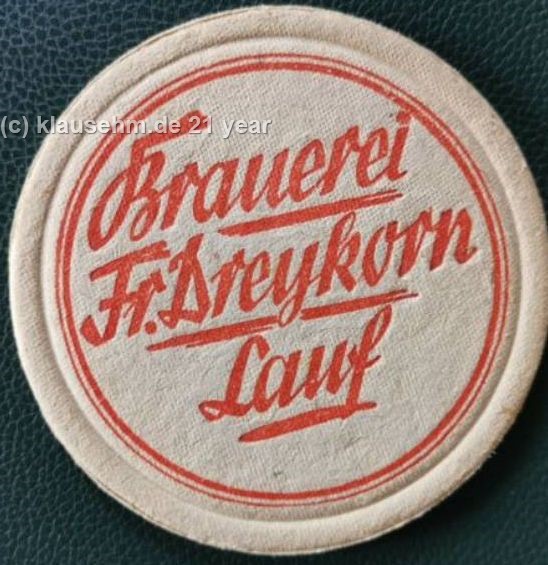 (c) klausehm.de 21 year
Brauerei
Fr. Dreykorn
Lauf